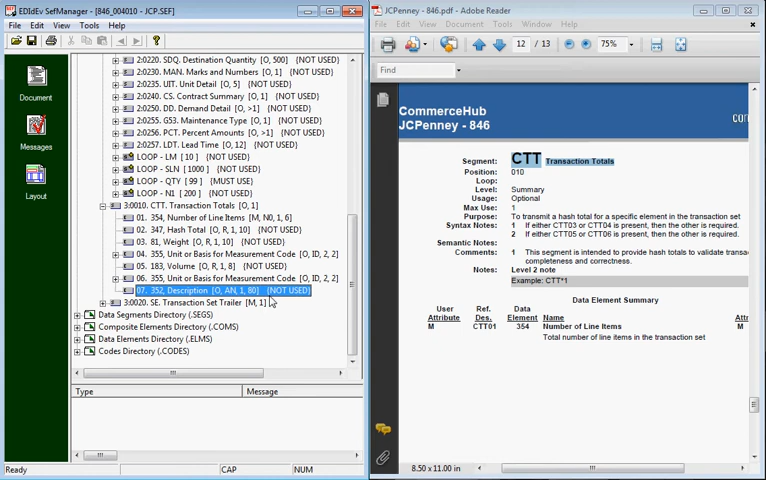 EDIdEv SefManager - [846_004010 - JCP.SEF]
File Edit View Tools Help
Document
Messages
Layout
2:0220. SDQ. Destination Quantity [O, 500] {NOT USED}
2:0230. MAN. Marks and Numbers [O, 1] {NOT USED}
2:0235. UIT. Unit Detail [O, 5] {NOT USED}
2:0240. CS. Contract Summary [O, 1] {NOT USED}
2:0250. DD. Demand Detail [O, >1] {NOT USED}
2:0255. G53. Maintenance Type [O, 1] {NOT USED}
2:0256. PCT. Percent Amounts [O, >1] {NOT USED}
2:0257. LDT. Lead Time [O, 12] {NOT USED}
LOOP - LM [ 10 ] {NOT USED}
LOOP - SLN [ 1000 ] {NOT USED}
LOOP - QTY [ 99 ] {MUST USE}
LOOP - N1 [ 200 ] {NOT USED}
3:0010. CTT. Transaction Totals [O, 1]
01. 354, Number of Line Items [M, N0, 1, 6]
02. 347, Hash Total [O, R, 1, 10] {NOT USED}
03. 81, Weight [O, R, 1, 10] {NOT USED}
04. 355, Unit or Basis for Measurement Code [O, ID, 2, 2]
05. 183, Volume [O, R, 1, 8] {NOT USED}
06. 355, Unit or Basis for Measurement Code [O, ID, 2, 2]
07. 352, Description [O, AN, 1, 80] {NOT USED}
3:0020. SE. Transaction Set Trailer [M, 1]
Data Segments Directory (.SEGS)
Composite Elements Directory (.COMS)
Data Elements Directory (.ELMS)
Codes Directory (.CODES)
Type Message
Ready CAP NUM
JCPenney - 846.pdf - Adobe Reader
File Edit View Document Tools Window Help
12 / 13 75%
Find
CommerceHub
JCPenney - 846
Segment: CTT Transaction Totals
Position: 010
Loop:
Level: Summary
Usage: Optional
Max Use: 1
Purpose: To transmit a hash total for a specific element in the transaction set
Syntax Notes: 1 If either CTT03 or CTT04 is present, then the other is required.
2 If either CTT05 or CTT06 is present, then the other is required.
Semantic Notes:
Comments: 1 This segment is intended to provide hash totals to validate transac
completeness and correctness.
Notes: Level 2 note
Example: CTT*1
Data Element Summary
User Ref. Data
Attribute Des. Element Name Attr
M CTT01 354 Number of Line Items M
Total number of line items in the transaction set
8.50 x 11.00 in